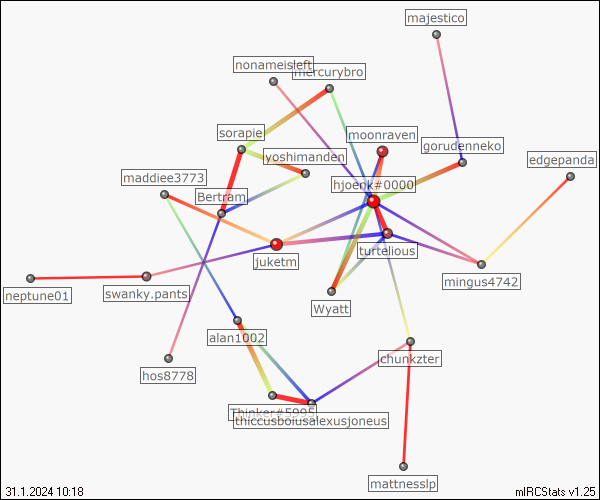 majestico
nonameisleft
mercurybro
sorapie
moonraven
gorudenneko
edgepanda
yoshimanden
maddiee3773
hjoenk#0000
Bertram
turtelious
juketm
mingus4742
neptune01
swanky.pants
Wyatt
alan1002
chunkzter
hos8778
Thinker#5995
thiccusboiusalexusjoneus
mattnesslp
31.1.2024 10:18
mIRCStats v1.25